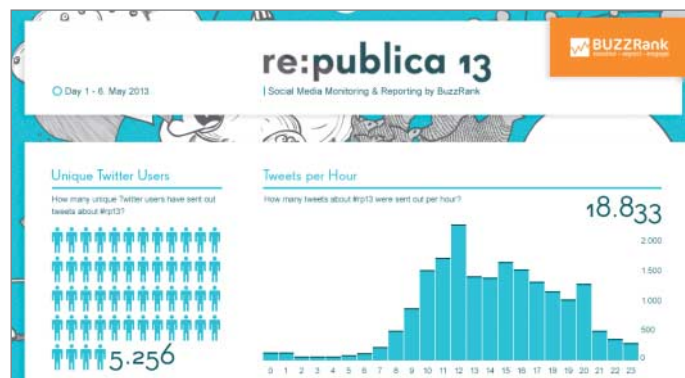 re:publica 13
BUZZRank
Day 1 - 6. May 2013
| Social Media Monitoring & Reporting by BuzzRank
Unique Twitter Users
How many unique Twitter users have sent out
tweets about #rp13?
5.256
Tweets per Hour
How many tweets about #rp13 were sent out per hour?
18.833
2.000
1.500
1.000
500
0
0 1 2 3 4 5 6 7 8 9 10 11 12 13 14 15 16 17 18 19 20 21 22 23